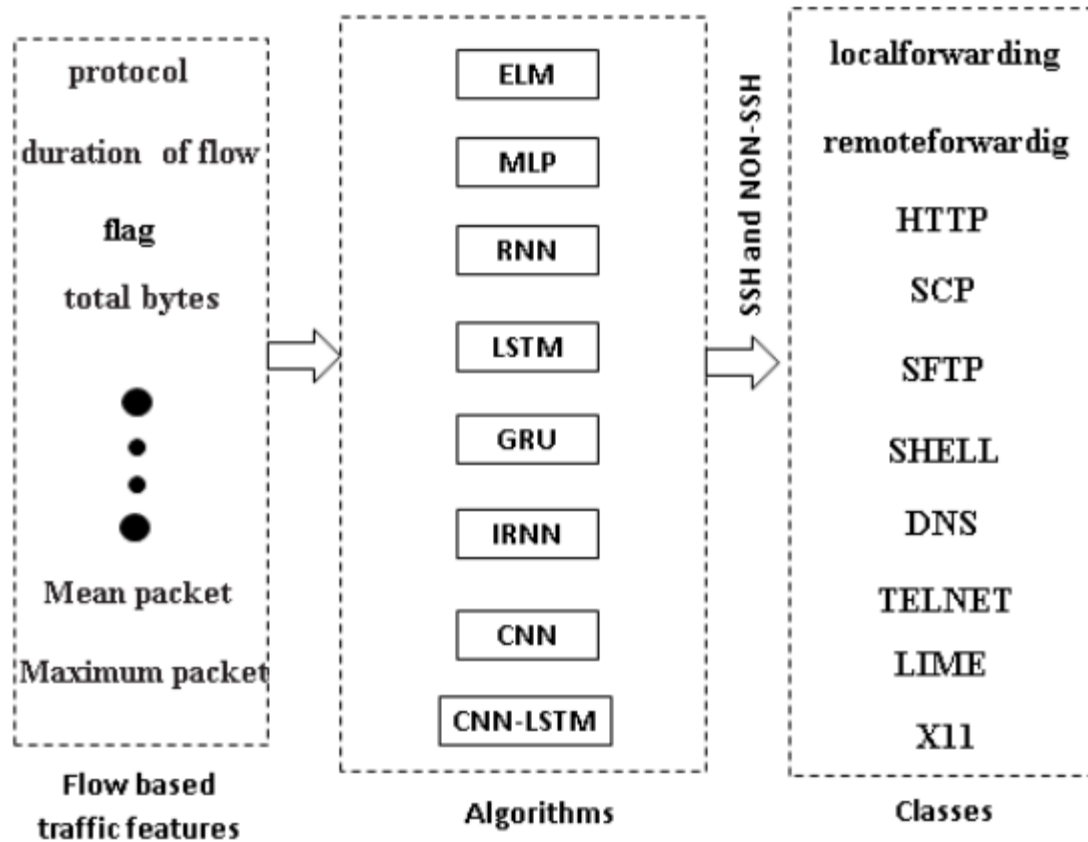 protocol
duration of flow
flag
total bytes
Mean packet
Maximum packet
Flow based
traffic features
ELM
MLP
RNN
LSTM
GRU
IRNN
CNN
CNN-LSTM
Algorithms
SSH and NON-SSH
localforwarding
remoteforwardig
HTTP
SCP
SFTP
SHELL
DNS
TELNET
LIME
X11
Classes